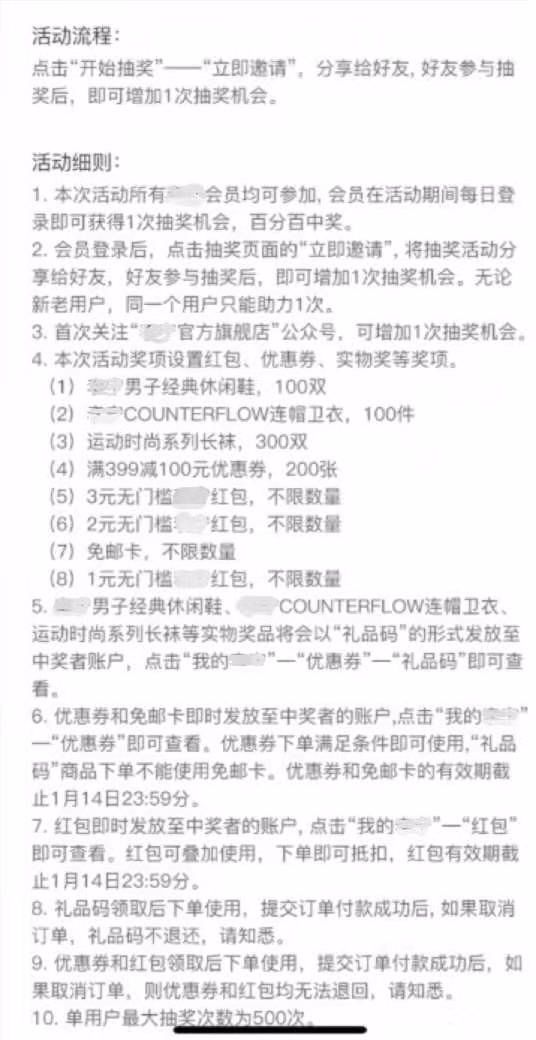 活动流程：
点击“开始抽奖”——“立即邀请”，分享给好友, 好友参与抽
奖后，即可增加1次抽奖机会。
活动细则：
1. 本次活动所有会员均可参加, 会员在活动期间每日登
录即可获得1次抽奖机会，百分百中奖。
2. 会员登录后，点击抽奖页面的“立即邀请”, 将抽奖活动分
享给好友，好友参与抽奖后，即可增加1次抽奖机会。无论
新老用户，同一个用户只能助力1次。
3. 首次关注“官方旗舰店”公众号，可增加1次抽奖机会。
4. 本次活动奖项设置红包、优惠券、实物奖等奖项。
（1）男子经典休闲鞋，100双
（2）COUNTERFLOW连帽卫衣，100件
（3）运动时尚系列长袜，300双
（4）满399减100元优惠券，200张
（5）3元无门槛红包，不限数量
（6）2元无门槛红包，不限数量
（7）免邮卡，不限数量
（8）1元无门槛红包，不限数量
5. 男子经典休闲鞋、COUNTERFLOW连帽卫衣、
运动时尚系列长袜等实物奖品将会以“礼品码”的形式发放至
中奖者账户，点击“我的”—“优惠券”—“礼品码”即可查
看。
6. 优惠券和免邮卡即时发放至中奖者的账户,点击“我的”
—“优惠券”即可查看。优惠券下单满足条件即可使用,“礼品
码”商品下单不能使用免邮卡。优惠券和免邮卡的有效期截
止1月14日23:59分。
7. 红包即时发放至中奖者的账户, 点击“我的”—“红包”
即可查看。红包可叠加使用，下单即可抵扣，红包有效期截
止1月14日23:59分。
8. 礼品码领取后下单使用，提交订单付款成功后, 如果取消
订单，礼品码不退还，请知悉。
9. 优惠券和红包领取后下单使用，提交订单付款成功后，如
果取消订单，则优惠券和红包均无法退回，请知悉。
10. 单用户最大抽奖次数为500次。